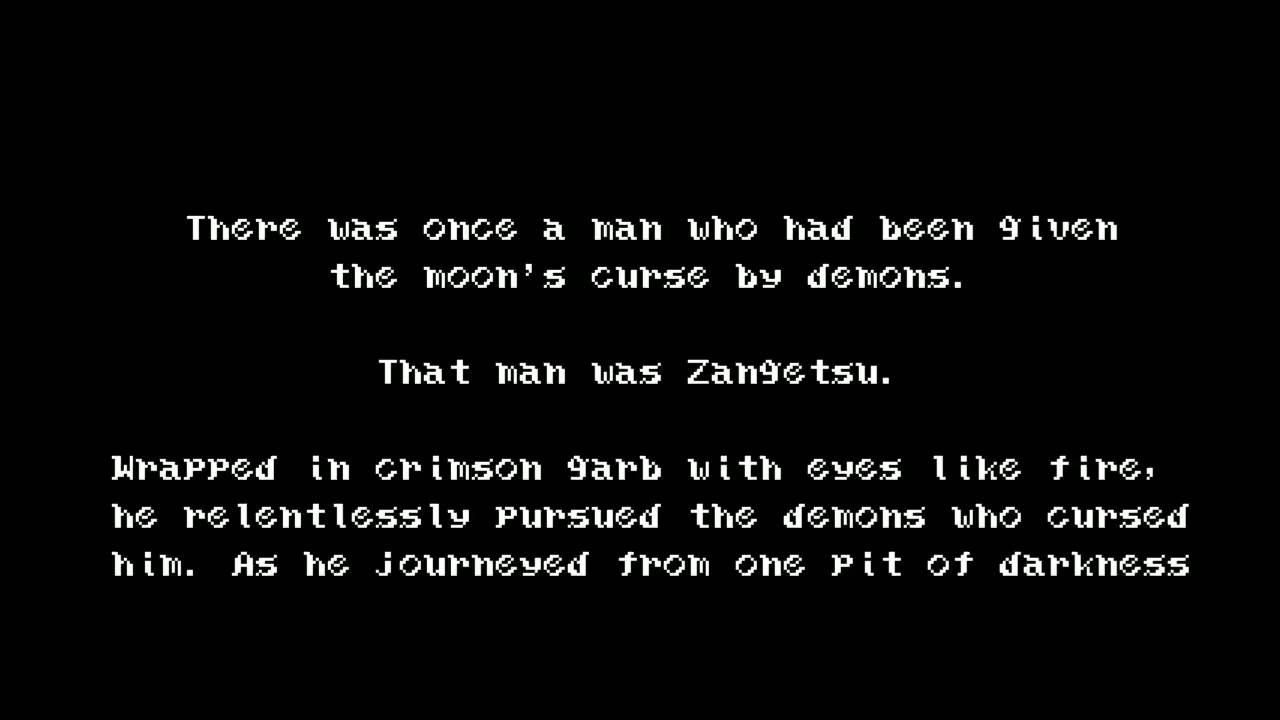 There was once a man who had been given
the moon's curse by demons.
That man was Zangetsu.
Wrapped in crimson garb with eyes like fire,
he relentlessly pursued the demons who cursed
him. As he journeyed from one pit of darkness